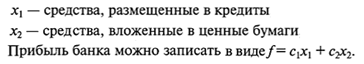 x₁ — средства, размещенные в кредиты
x₂ — средства, вложенные в ценные бумаги
Прибыль банка можно записать в виде f = c₁x₁ + c₂x₂.